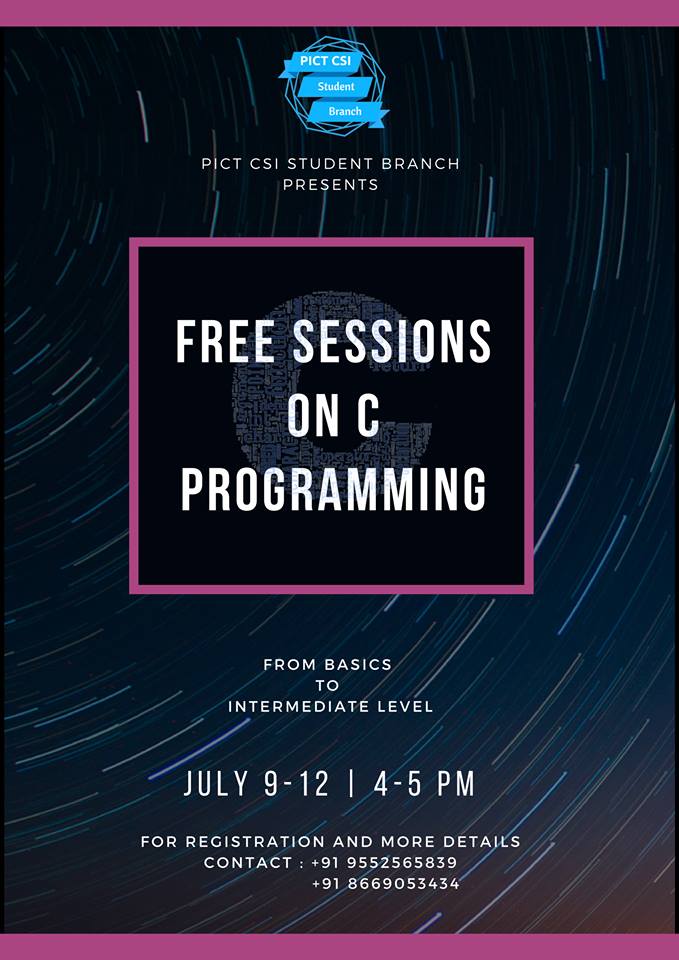 PICT CSI
Student
Branch
PICT CSI STUDENT BRANCH
PRESENTS
FREE SESSIONS
ON C
PROGRAMMING
FROM BASICS
TO
INTERMEDIATE LEVEL
JULY 9-12 | 4-5 PM
FOR REGISTRATION AND MORE DETAILS
CONTACT : +91 9552565839
+91 8669053434